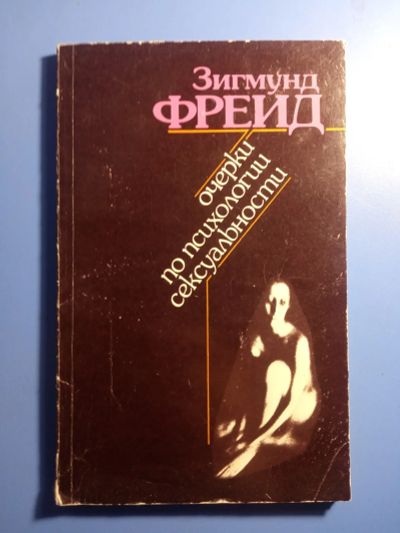 Зигмунд
ФРЕЙД
очерки
по психологии
сексуальности